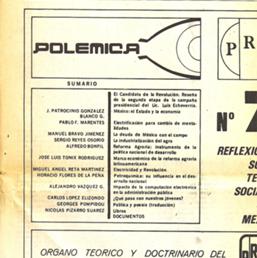 POLEMICA
SUMARIO
El Candidato de la Revolución. Reseña
de la segunda etapa de la campaña
presidencial del Lic. Luis Echeverría.
J. PATROCINIO GONZALEZ
BLANCO G.
México: el Estado y la economía
PABLO F. MARENTES
Electrificación para cambio de menta-
lidades
MANUEL BRAVO JIMENEZ
La deuda de México con el campo
SERGIO REYES OSORIO
La industrialización del agro
ALFREDO BONFIL
Reforma Agraria: instrumento de la
política nacional de desarrollo
JOSE LUIS TONIX RODRIGUEZ
Marco económico de la reforma agraria
latinoamericana
MIGUEL ANGEL RETA MARTINEZ
Electricidad y Revolución
HORACIO FLORES DE LA PEÑA
Petroquímica: su influencia en el des-
arrollo nacional
ALEJANDRO VAZQUEZ G.
Impacto de la computación electrónica
en la administración pública
CARLOS LOPEZ ELIZONDO
¿Qué pasa con nuestros jóvenes?
GEORGES POMPIDOU
Política y poesía (traducción)
NICOLAS PIZARRO SUAREZ
Libros
DOCUMENTOS
ORGANO TEORICO Y DOCTRINARIO DEL
P R
Nº 7
REFLEXIO
SO
TE
SOCIA
ME